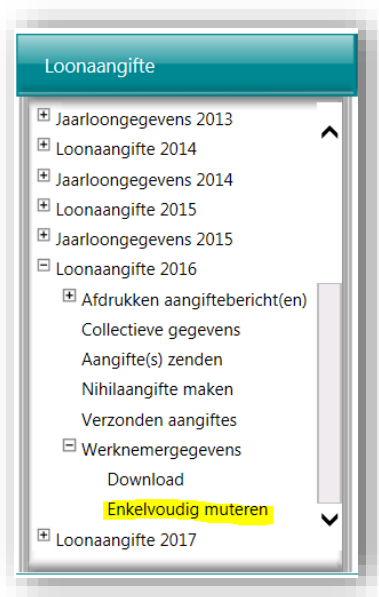 Loonaangifte
Jaarloongegevens 2013
Loonaangifte 2014
Jaarloongegevens 2014
Loonaangifte 2015
Jaarloongegevens 2015
Loonaangifte 2016
Afdrukken aangiftebericht(en)
Collectieve gegevens
Aangifte(s) zenden
Nihilaangifte maken
Verzonden aangiftes
Werknemergegevens
Download
Enkelvoudig muteren
Loonaangifte 2017